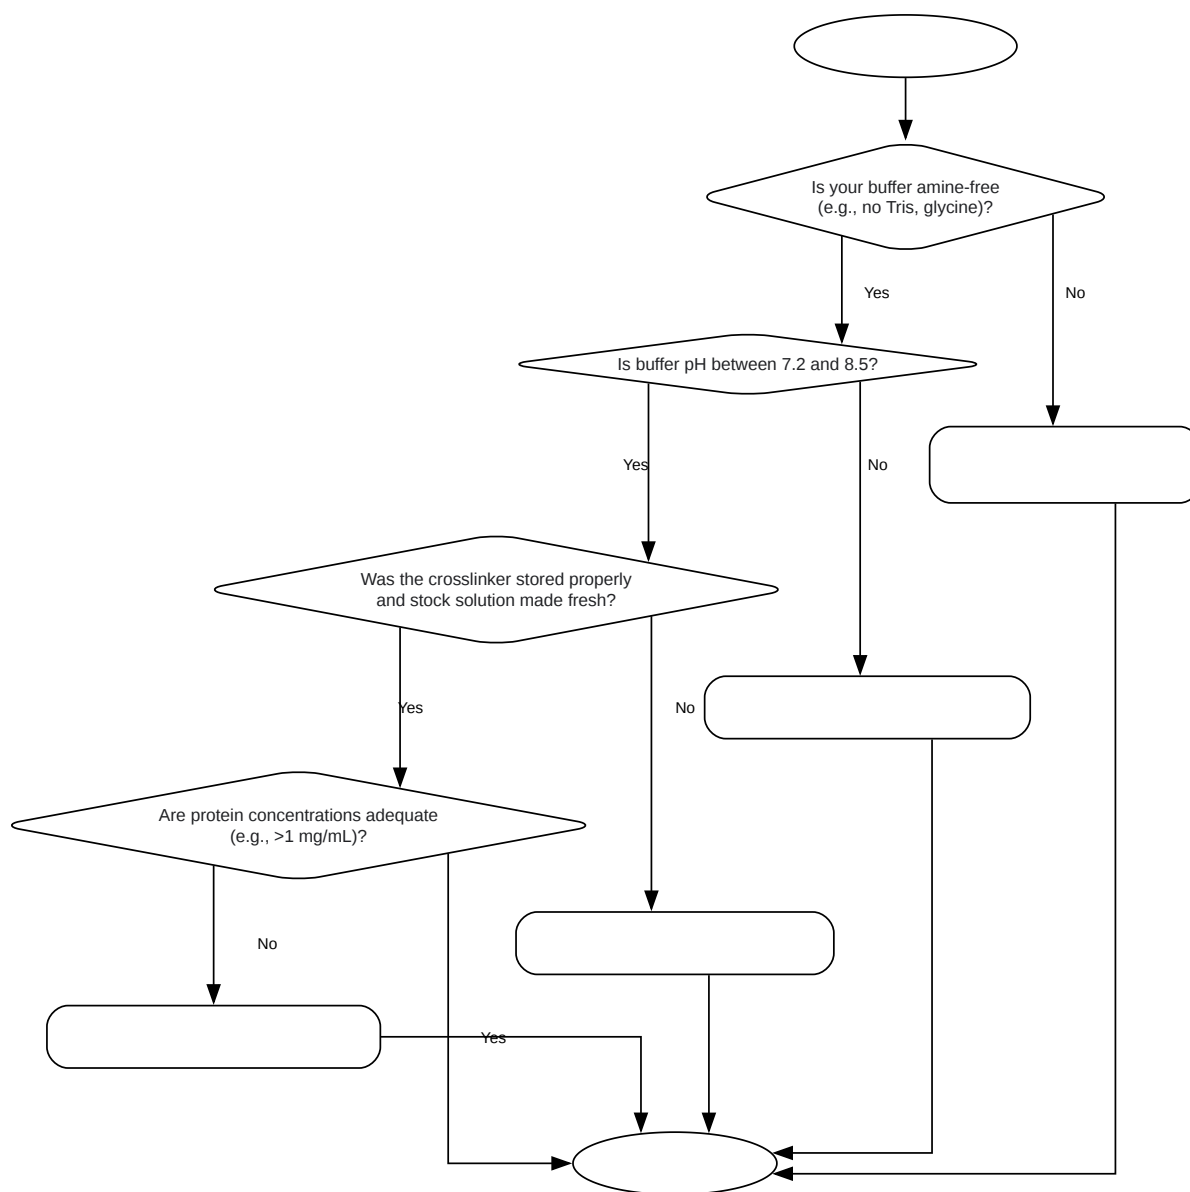 Is your buffer amine-free
(e.g., no Tris, glycine)?
Yes
No
Is buffer pH between 7.2 and 8.5?
Yes
No
Was the crosslinker stored properly
and stock solution made fresh?
Yes
No
Are protein concentrations adequate
(e.g., >1 mg/mL)?
No
Yes